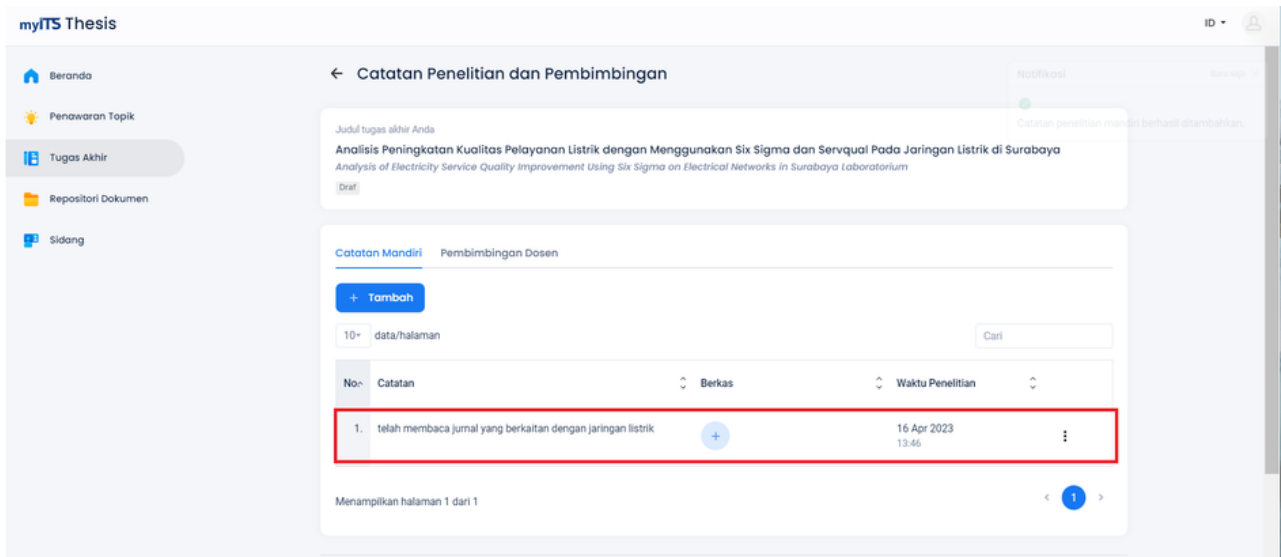 myITS Thesis
ID
Beranda
Penawaran Topik
Tugas Akhir
Repositori Dokumen
Sidang
Catatan Penelitian dan Pembimbingan
Notifikasi
Catatan penelitian mandiri berhasil ditambahkan.
Judul tugas akhir Anda
Analisis Peningkatan Kualitas Pelayanan Listrik dengan Menggunakan Six Sigma dan Servqual Pada Jaringan Listrik di Surabaya
Analysis of Electricity Service Quality Improvement Using Six Sigma on Electrical Networks in Surabaya Laboratorium
Draf
Catatan Mandiri Pembimbingan Dosen
+ Tambah
10 data/halaman
Cari
No Catatan Berkas Waktu Penelitian
1. telah membaca jurnal yang berkaitan dengan jaringan listrik + 16 Apr 2023
13:46
Menampilkan halaman 1 dari 1
< 1 >